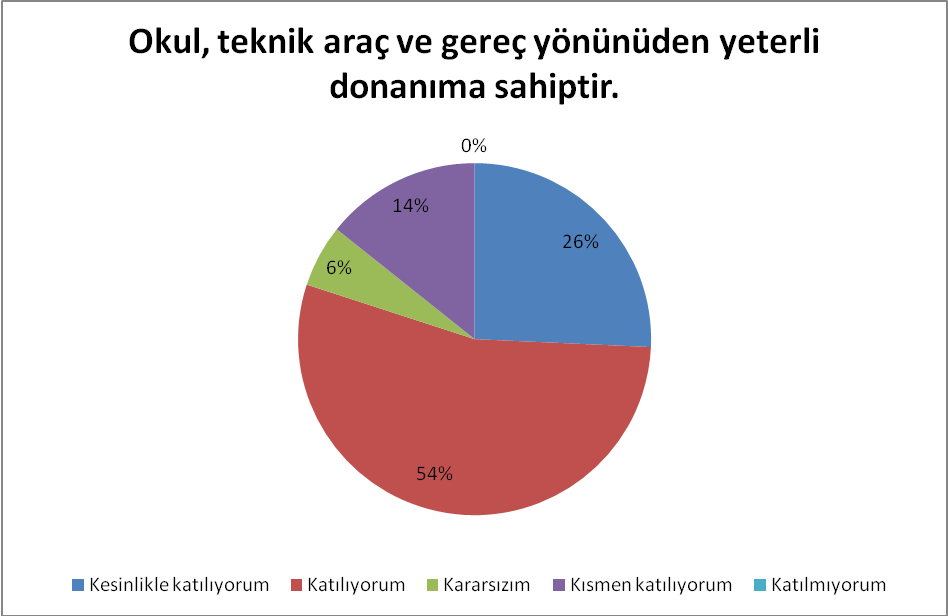 Okul, teknik araç ve gereç yönünüden yeterli
donanıma sahiptir.
0%
14%
26%
6%
54%
Kesinlikle katılıyorum Katılıyorum Kararsızım Kısmen katılıyorum Katılmıyorum